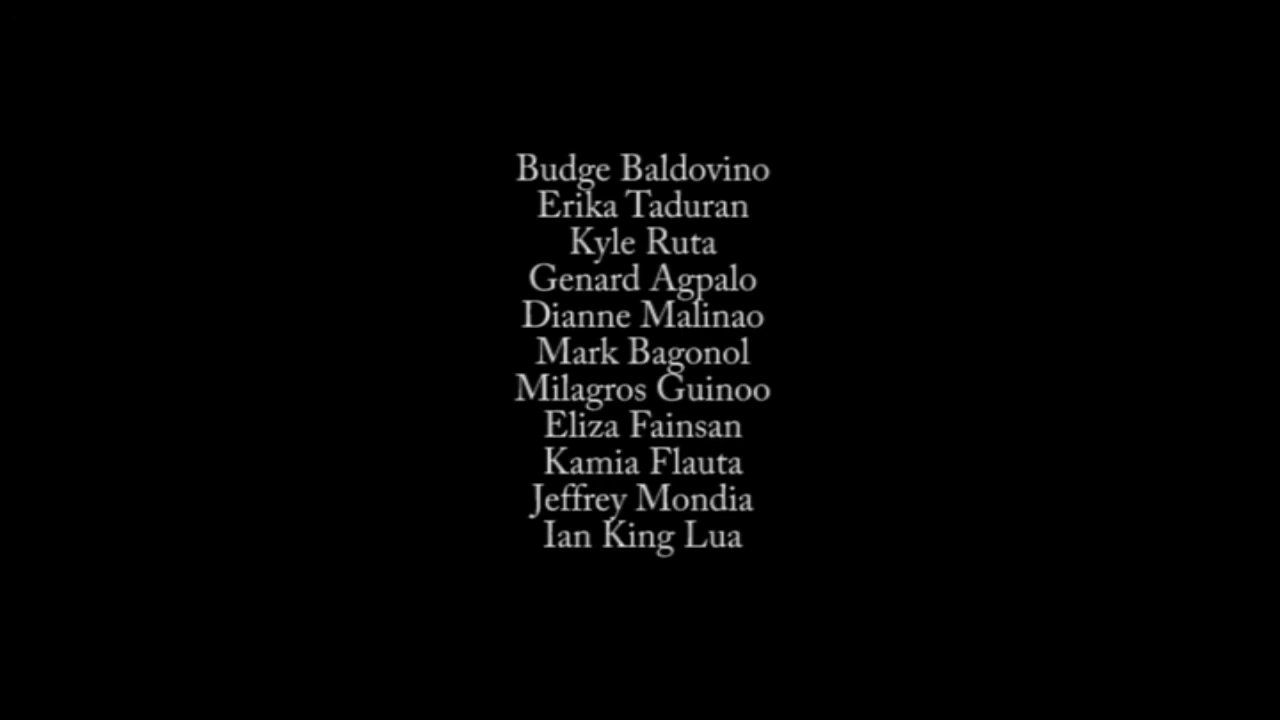 Budge Baldovino
Erika Taduran
Kyle Ruta
Genard Agpalo
Dianne Malinao
Mark Bagonol
Milagros Guinoo
Eliza Fainsan
Kamia Flauta
Jeffrey Mondia
Ian King Lua